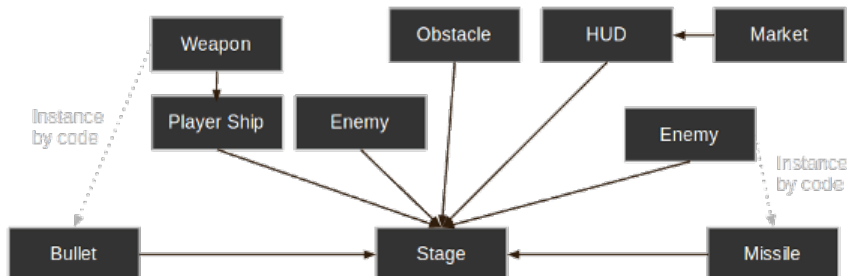 Weapon
Obstacle
HUD
Market
Instance
by code
Player Ship
Enemy
Enemy
Instance
by code
Bullet
Stage
Missile